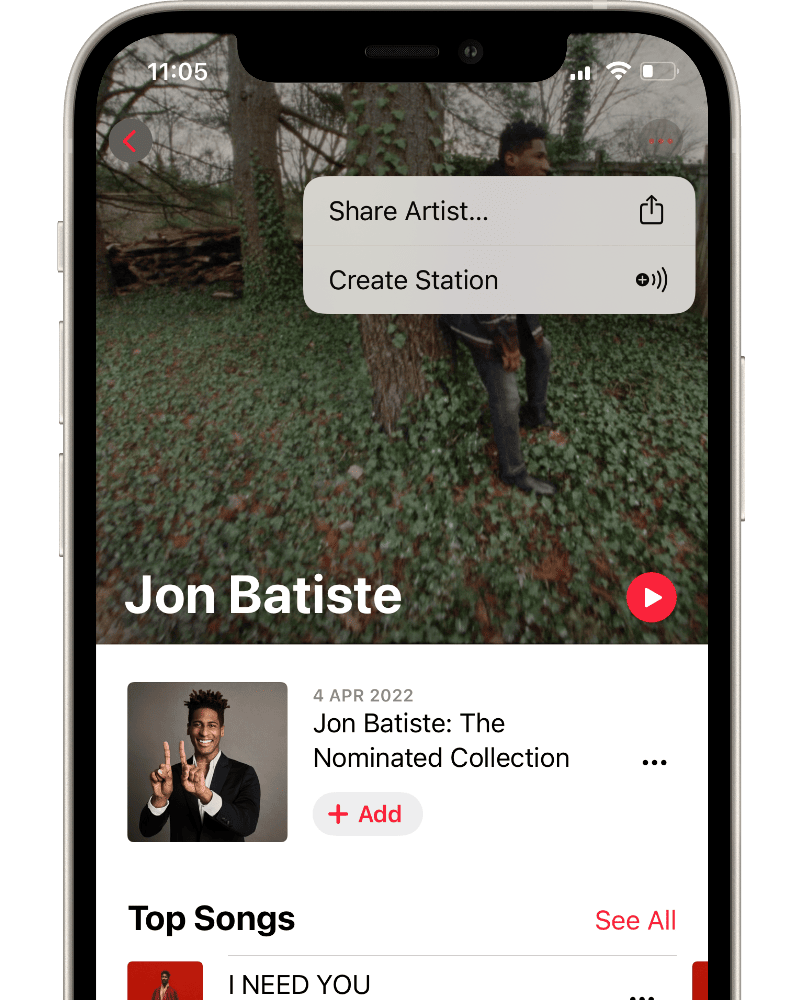 11:05
Share Artist...
Create Station
Jon Batiste
4 APR 2022
Jon Batiste: The
Nominated Collection
+ Add
Top Songs
See All
I NEED YOU